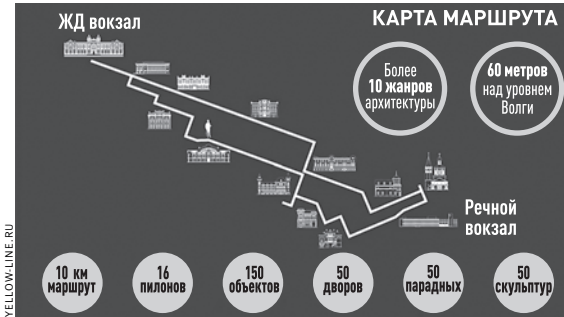 КАРТА МАРШРУТА
ЖД вокзал
Более
10 жанров
архитектуры
60 метров
над уровнем
Волги
Речной
вокзал
10 км
маршрут
16
пилонов
150
объектов
50
дворов
50
парадных
50
скульптур
YELLOW-LINE.RU